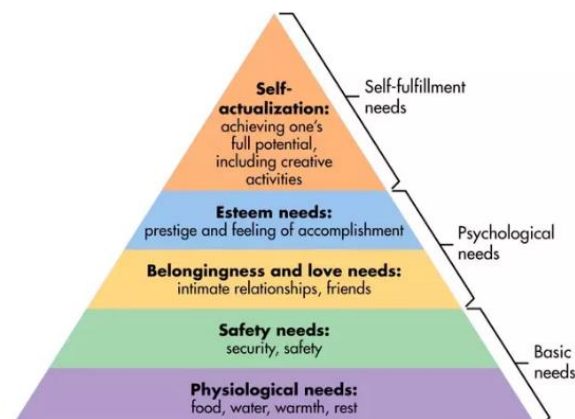 Self-
actualization:
achieving one's
full potential,
including creative
activities
Self-fulfillment
needs
Esteem needs:
prestige and feeling of accomplishment
Psychological
needs
Belongingness and love needs:
intimate relationships, friends
Safety needs:
security, safety
Basic
needs
Physiological needs:
food, water, warmth, rest